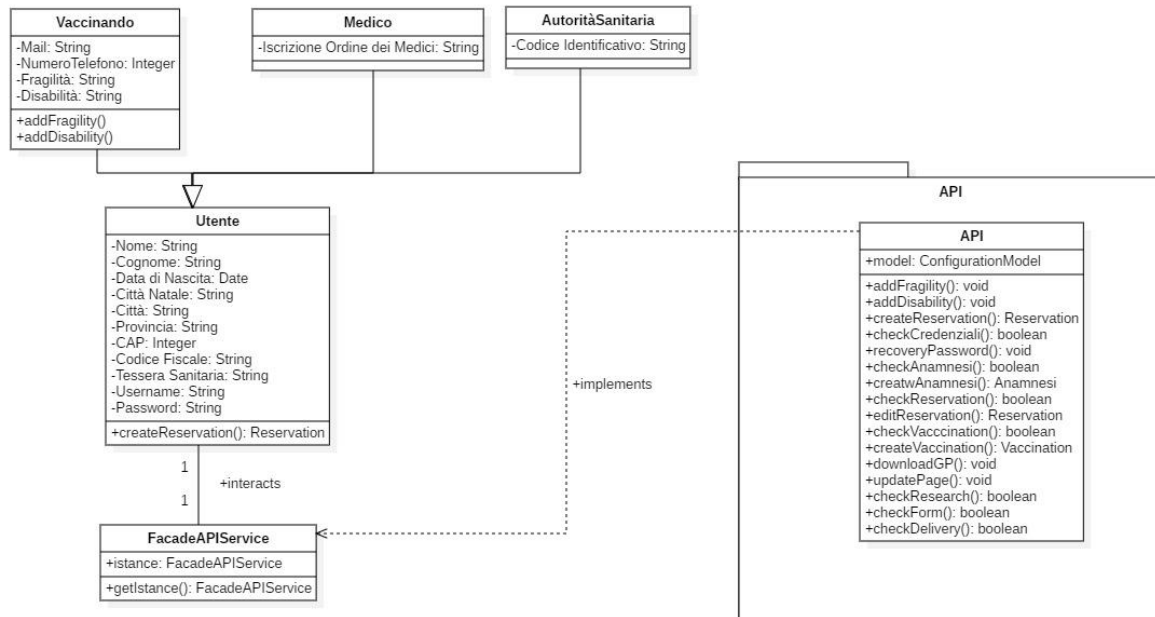 Vaccinando
-Mail: String
-NumeroTelefono: Integer
-Fragilità: String
-Disabilità: String
+addFragility()
+addDisability()
Medico
-Iscrizione Ordine dei Medici: String
AutoritàSanitaria
-Codice Identificativo: String
Utente
-Nome: String
-Cognome: String
-Data di Nascita: Date
-Città Natale: String
-Città: String
-Provincia: String
-CAP: Integer
-Codice Fiscale: String
-Tessera Sanitaria: String
-Username: String
-Password: String
+createReservation(): Reservation
1
+interacts
1
FacadeAPIService
+istance: FacadeAPIService
+getIstance(): FacadeAPIService
+implements
API
API
+model: ConfigurationModel
+addFragility(): void
+addDisability(): void
+createReservation(): Reservation
+checkCredenziali(): boolean
+recoveryPassword(): void
+checkAnamnesi(): boolean
+creatwAnamnesi(): Anamnesi
+checkReservation(): boolean
+editReservation(): Reservation
+checkVacccination(): boolean
+createVaccination(): Vaccination
+downloadGP(): void
+updatePage(): void
+checkResearch(): boolean
+checkForm(): boolean
+checkDelivery(): boolean